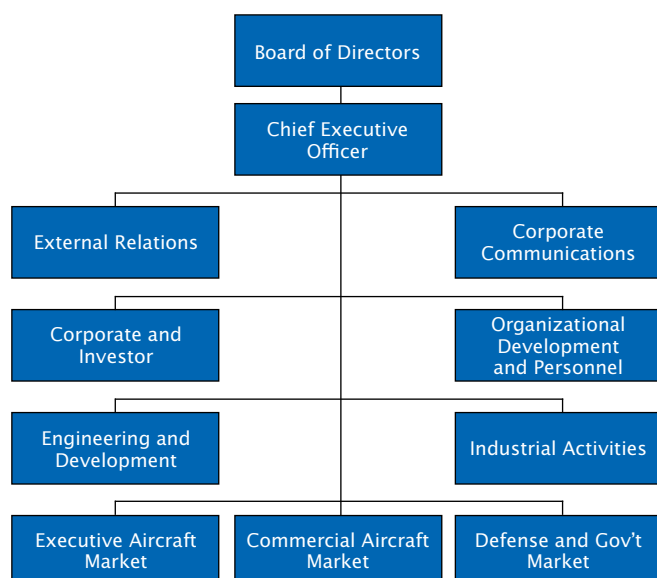 Board of Directors
Chief Executive
Officer
External Relations
Corporate
Communications
Corporate and
Investor
Organizational
Development
and Personnel
Engineering and
Development
Industrial Activities
Executive Aircraft
Market
Commercial Aircraft
Market
Defense and Gov't
Market